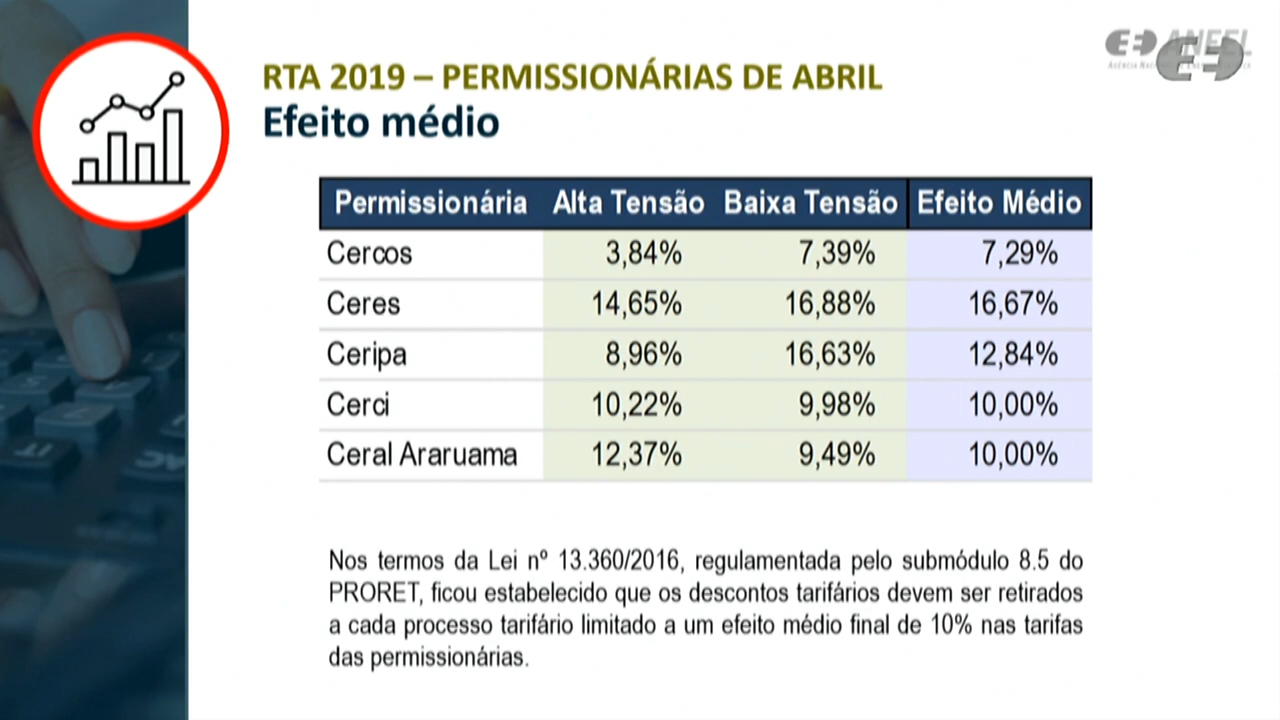 RTA 2019 – PERMISSIONÁRIAS DE ABRIL
Efeito médio
Permissionária Alta Tensão Baixa Tensão Efeito Médio
Cercos 3,84% 7,39% 7,29%
Ceres 14,65% 16,88% 16,67%
Ceripa 8,96% 16,63% 12,84%
Cerci 10,22% 9,98% 10,00%
Ceral Araruama 12,37% 9,49% 10,00%
Nos termos da Lei nº 13.360/2016, regulamentada pelo submódulo 8.5 do
PRORET, ficou estabelecido que os descontos tarifários devem ser retirados
a cada processo tarifário limitado a um efeito médio final de 10% nas tarifas
das permissionárias.
ANEEL